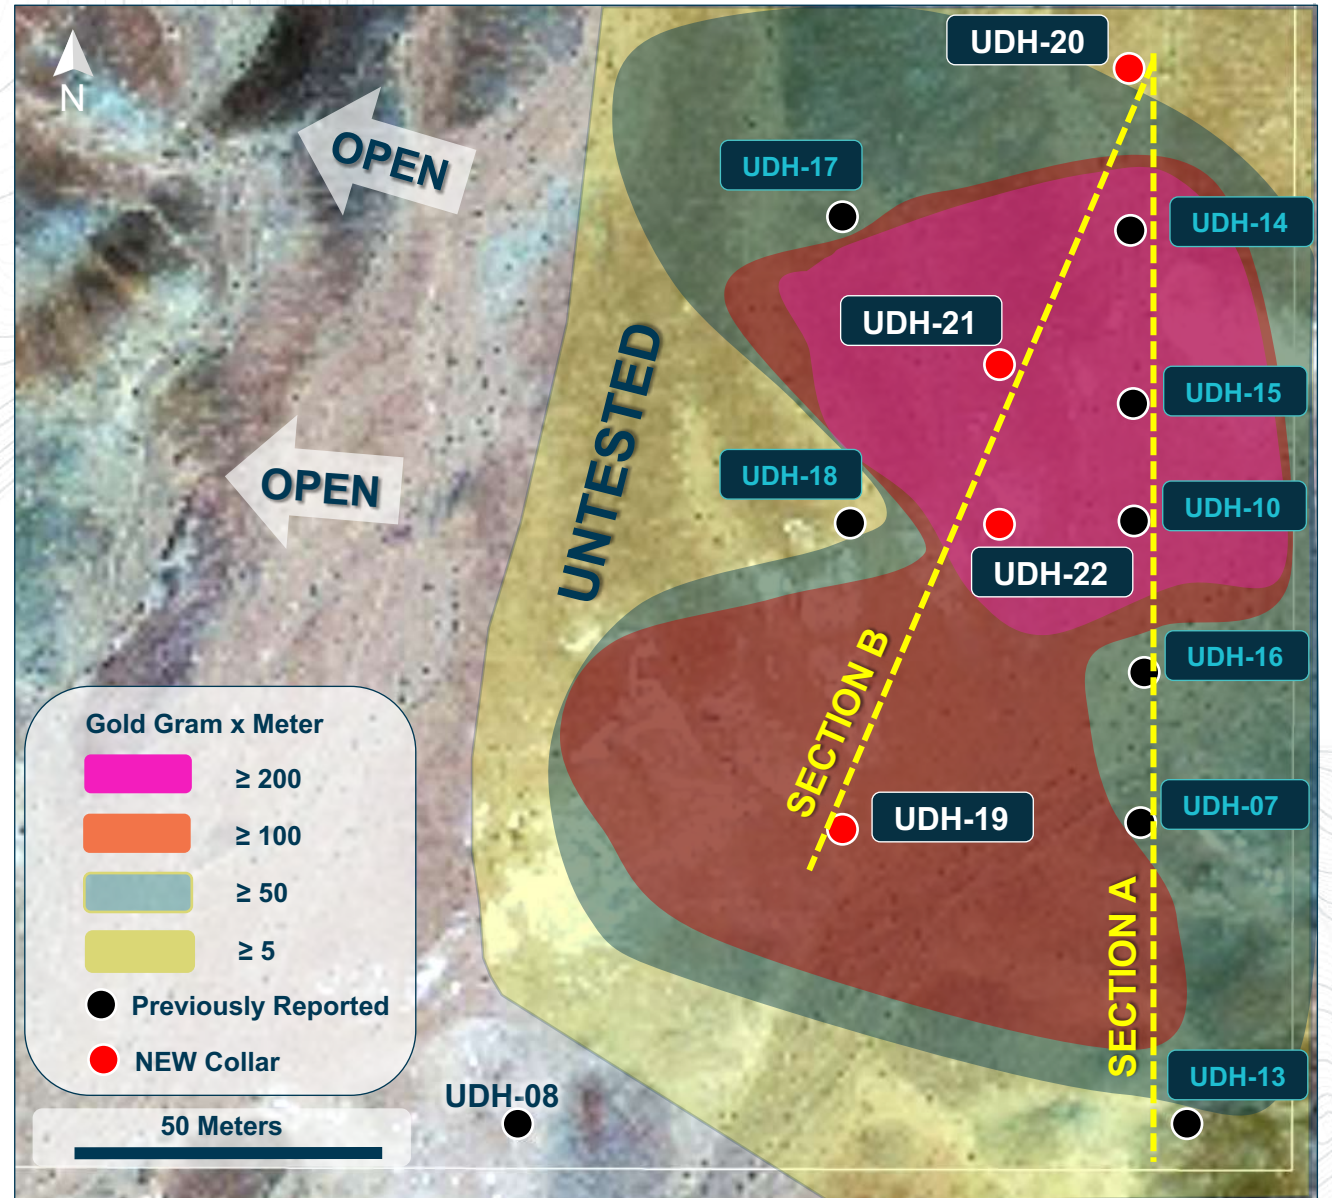 UDH-20
N
OPEN
UDH-17
UDH-14
UDH-21
UNTESTED
UDH-15
OPEN
UDH-18
UDH-10
UDH-22
SECTION B
UDH-16
Gold Gram x Meter
≥ 200
≥ 100
≥ 50
≥ 5
Previously Reported
NEW Collar
UDH-19
UDH-07
SECTION A
UDH-13
UDH-08
50 Meters